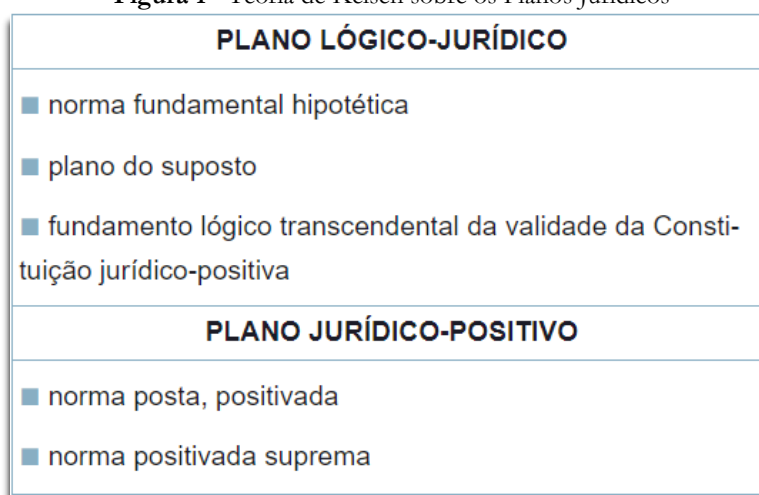 Figura 1 - Teoria de Kelsen sobre os Planos Jurídicos
PLANO LÓGICO-JURÍDICO
■ norma fundamental hipotética
■ plano do suposto
■ fundamento lógico transcendental da validade da Consti-
tuição jurídico-positiva
PLANO JURÍDICO-POSITIVO
■ norma posta, positivada
■ norma positivada suprema